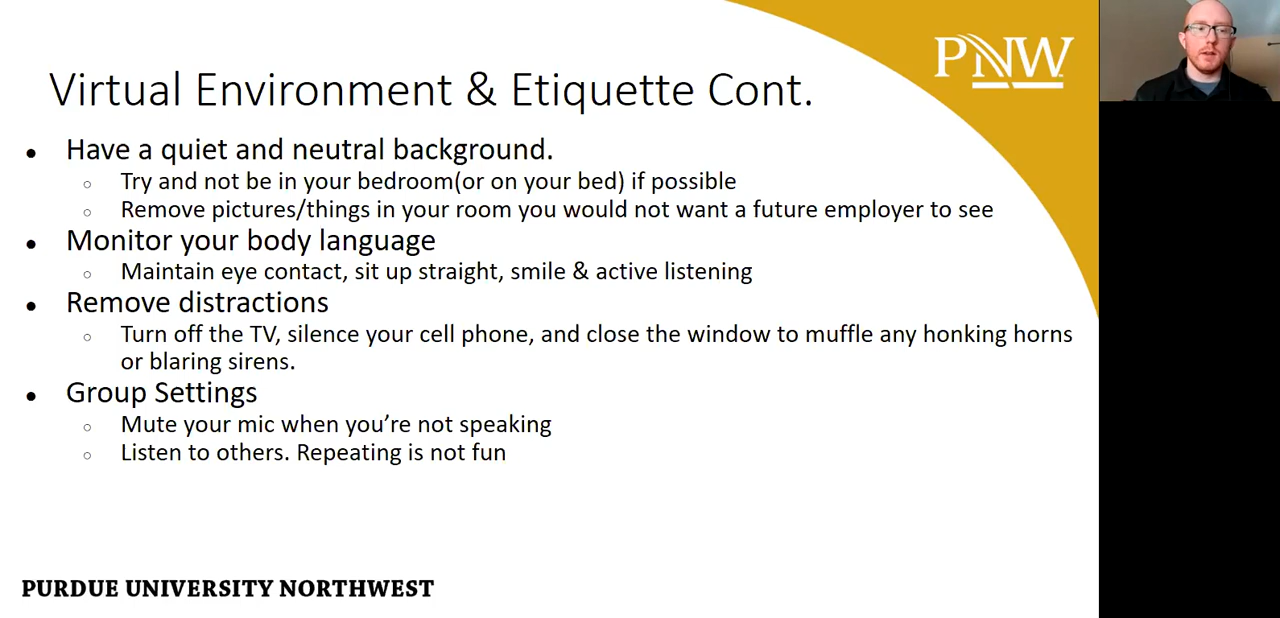 PNW
Virtual Environment & Etiquette Cont.
● Have a quiet and neutral background.
○ Try and not be in your bedroom(or on your bed) if possible
○ Remove pictures/things in your room you would not want a future employer to see
● Monitor your body language
○ Maintain eye contact, sit up straight, smile & active listening
● Remove distractions
○ Turn off the TV, silence your cell phone, and close the window to muffle any honking horns
or blaring sirens.
● Group Settings
○ Mute your mic when you’re not speaking
○ Listen to others. Repeating is not fun
PURDUE UNIVERSITY NORTHWEST